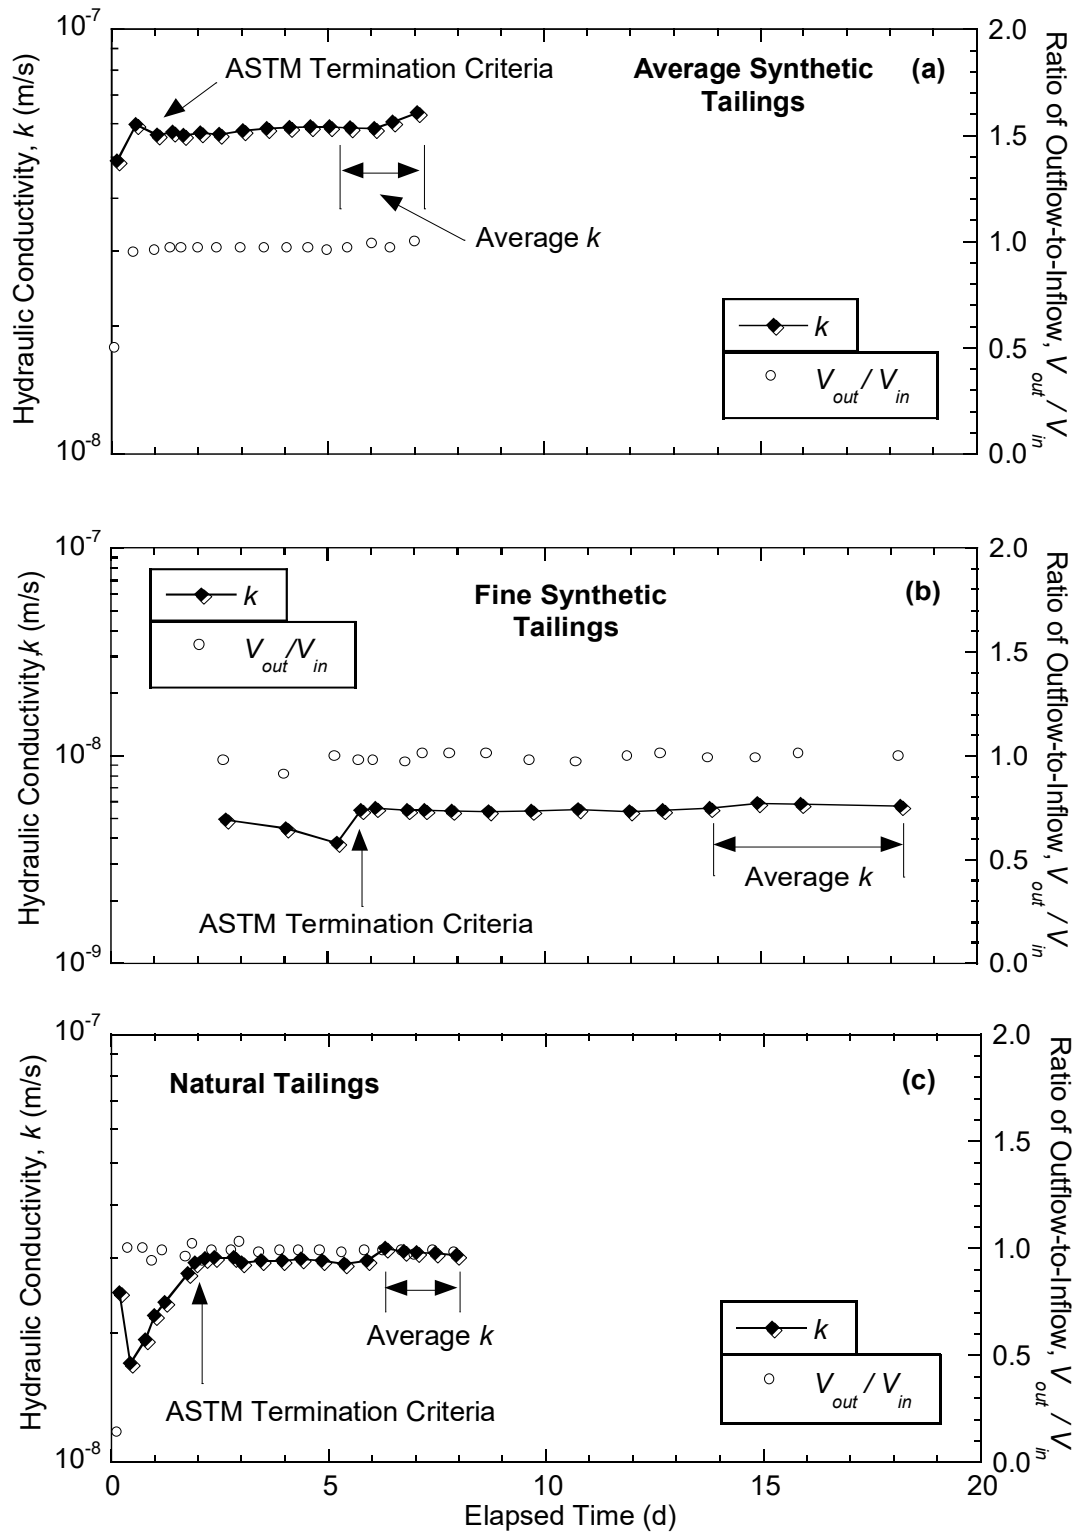 10-7
ASTM Termination Criteria
Average Synthetic
Tailings
(a)
Average k
k
Vout / Vin
10-8
Hydraulic Conductivity, k (m/s)
2.0
1.5
1.0
0.5
0.0
Ratio of Outflow-to-Inflow, Vout / Vin
10-7
k
Vout/Vin
Fine Synthetic
Tailings
(b)
10-8
Average k
ASTM Termination Criteria
10-9
Hydraulic Conductivity,k (m/s)
2.0
1.5
1.0
0.5
0.0
Ratio of Outflow-to-Inflow, Vout / Vin
10-7
Natural Tailings
(c)
Average k
k
ASTM Termination Criteria
Vout / Vin
10-8
Hydraulic Conductivity, k (m/s)
2.0
1.5
1.0
0.5
0.0
Ratio of Outflow-to-Inflow, Vout / Vin
0 5 10 15 20
Elapsed Time (d)